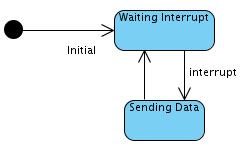 Waiting Interrupt
Initial
interrupt
Sending Data